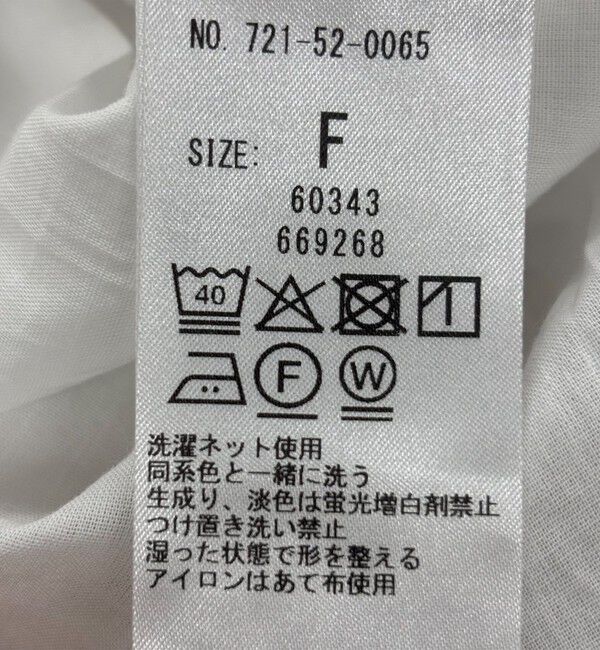 NO. 721-52-0065
SIZE: F
60343
669268
40
F W
洗濯ネット使用
同系色と一緒に洗う
生成り、淡色は蛍光増白剤禁止
つけ置き洗い禁止
湿った状態で形を整える
アイロンはあて布使用